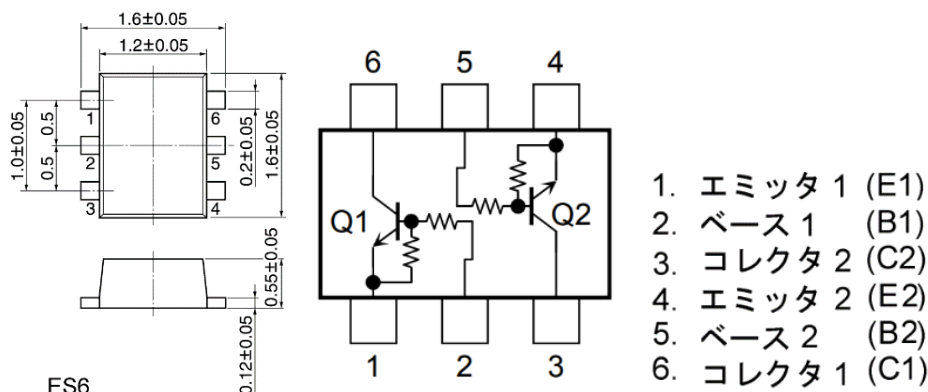 1.6±0.05
1.2±0.05
1.0±0.05
0.5
0.5
1
2
3
6
5
4
0.2±0.05
1.6±0.05
0.55±0.05
0.12±0.05
ES6
6 5 4
Q1 Q2
1 2 3
1. エミッタ 1 (E1)
2. ベース 1 (B1)
3. コレクタ 2 (C2)
4. エミッタ 2 (E2)
5. ベース 2 (B2)
6. コレクタ 1 (C1)